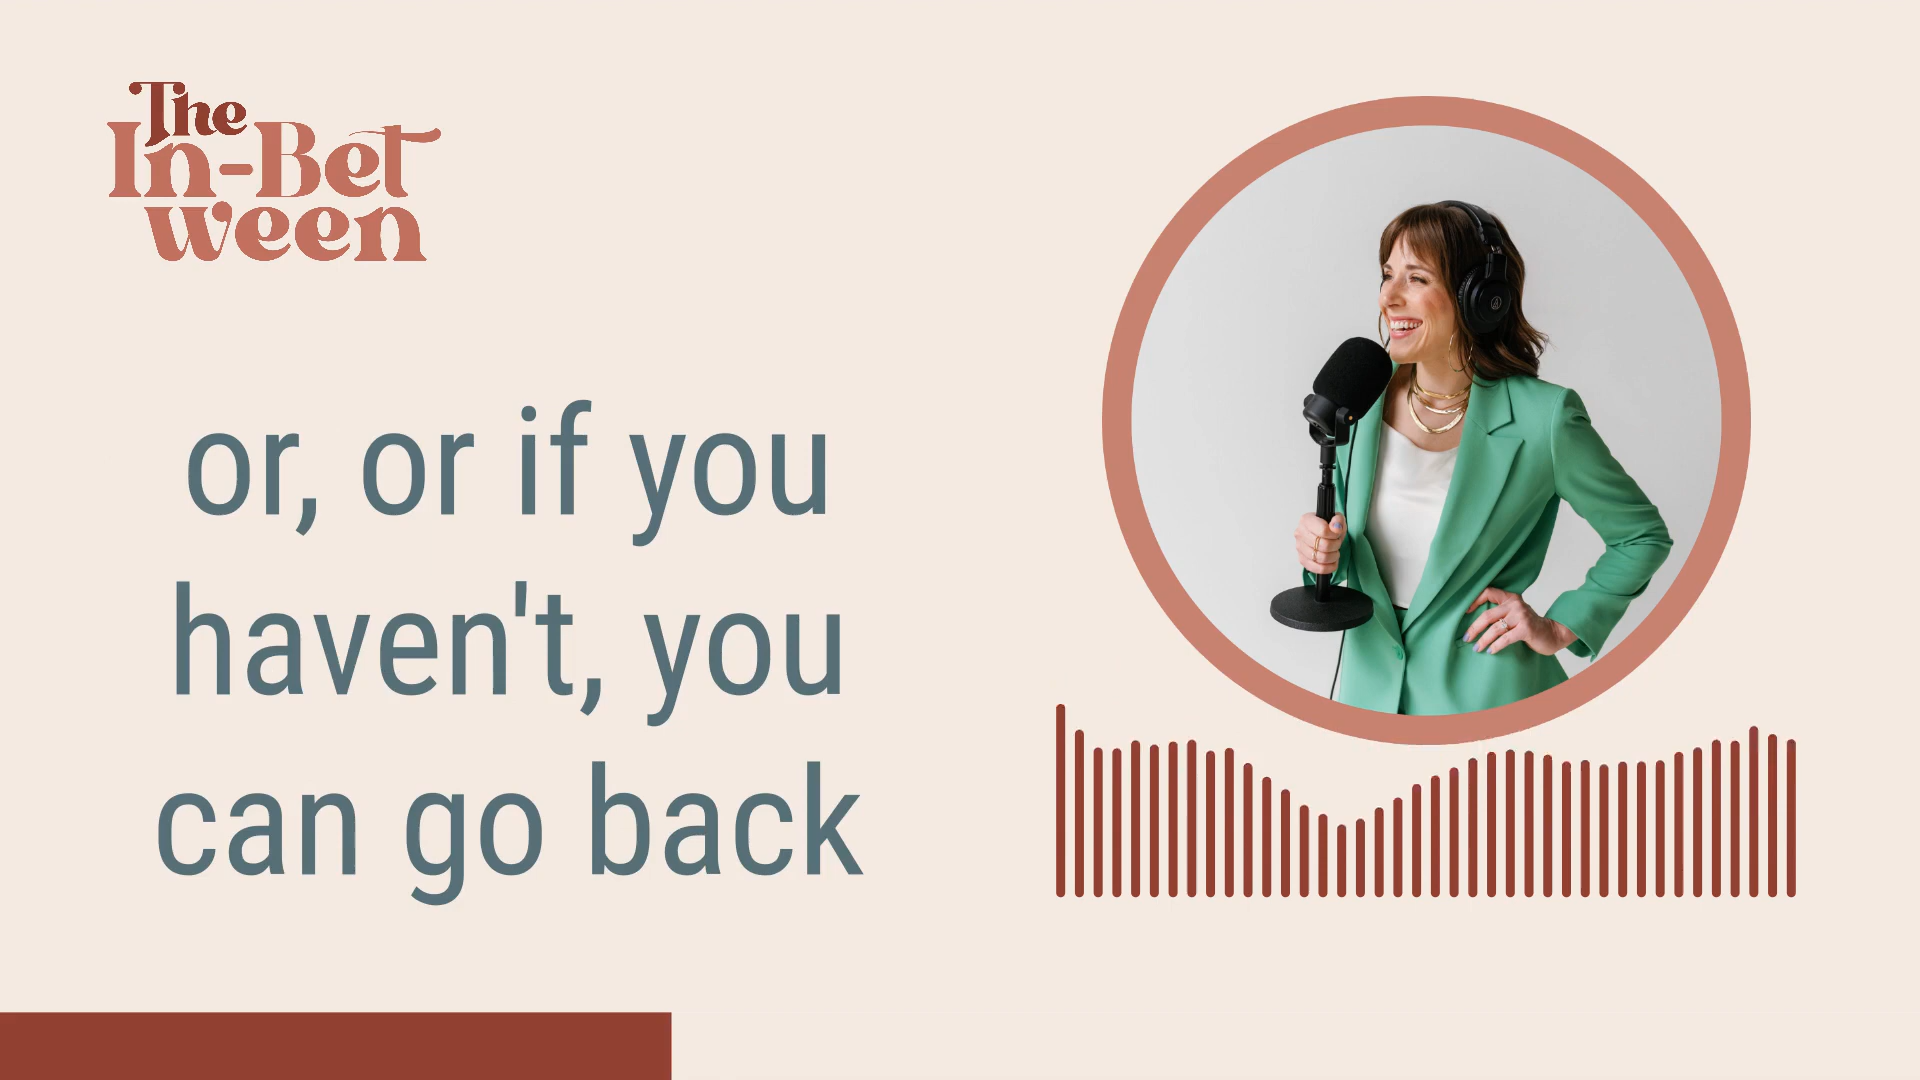 The
In-Bet
ween
or, or if you
haven't, you
can go back